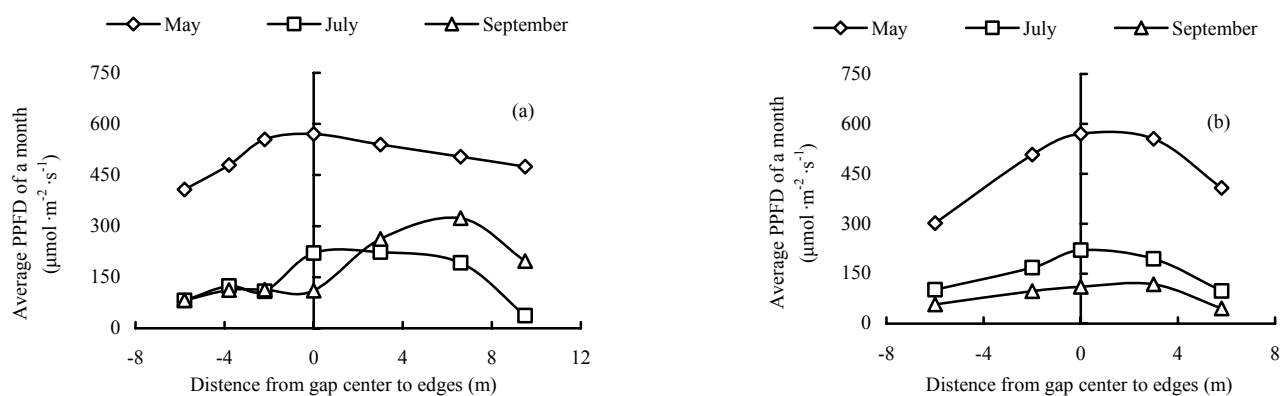 May July September
750
600
450
300
150
0
-8 -4 0 4 8 12
Average PPFD of a month
(μmol ·m-2 ·s-1)
(a)
Distence from gap center to edges (m)
May July September
750
600
450
300
150
0
-8 -4 0 4 8
Average PPFD of a month
(μmol ·m-2 ·s-1)
(b)
Distence from gap center to edges (m)